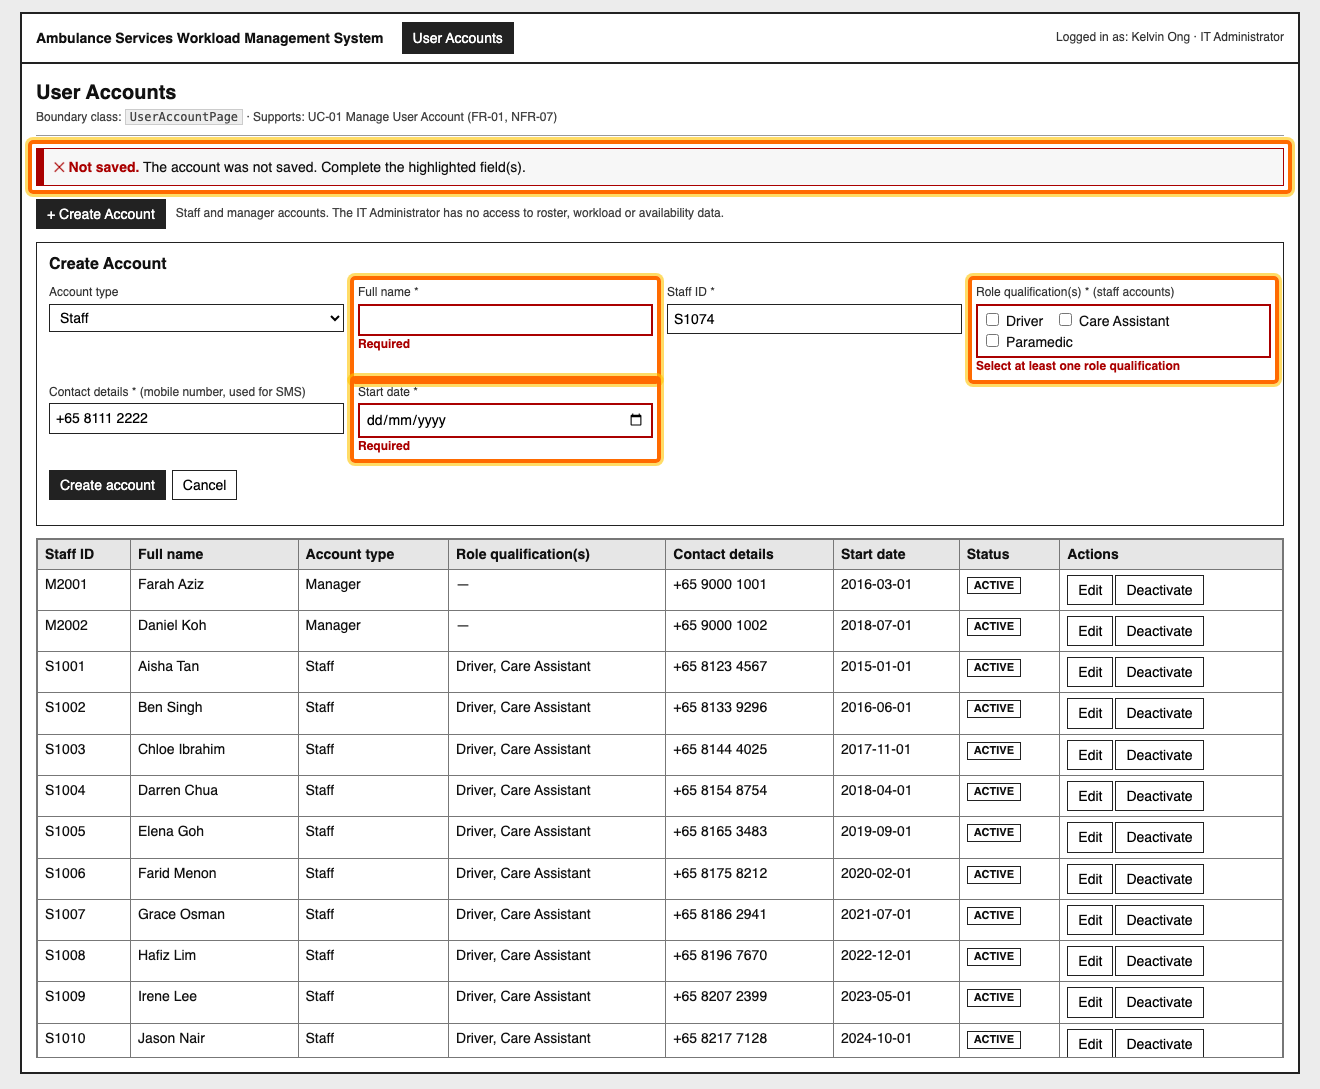 Ambulance Services Workload Management System User Accounts Logged in as: Kelvin Ong · IT Administrator
User Accounts
Boundary class: UserAccountPage · Supports: UC-01 Manage User Account (FR-01, NFR-07)
✕ Not saved. The account was not saved. Complete the highlighted field(s).
+ Create Account Staff and manager accounts. The IT Administrator has no access to roster, workload or availability data.
Create Account
Account type Full name * Staff ID * Role qualification(s) * (staff accounts)
Staff S1074 Driver Care Assistant
Paramedic
Required Select at least one role qualification
Contact details * (mobile number, used for SMS) Start date *
+65 8111 2222 dd/mm/yyyy
Required
Create account Cancel
Staff ID Full name Account type Role qualification(s) Contact details Start date Status Actions
M2001 Farah Aziz Manager — +65 9000 1001 2016-03-01 ACTIVE Edit Deactivate
M2002 Daniel Koh Manager — +65 9000 1002 2018-07-01 ACTIVE Edit Deactivate
S1001 Aisha Tan Staff Driver, Care Assistant +65 8123 4567 2015-01-01 ACTIVE Edit Deactivate
S1002 Ben Singh Staff Driver, Care Assistant +65 8133 9296 2016-06-01 ACTIVE Edit Deactivate
S1003 Chloe Ibrahim Staff Driver, Care Assistant +65 8144 4025 2017-11-01 ACTIVE Edit Deactivate
S1004 Darren Chua Staff Driver, Care Assistant +65 8154 8754 2018-04-01 ACTIVE Edit Deactivate
S1005 Elena Goh Staff Driver, Care Assistant +65 8165 3483 2019-09-01 ACTIVE Edit Deactivate
S1006 Farid Menon Staff Driver, Care Assistant +65 8175 8212 2020-02-01 ACTIVE Edit Deactivate
S1007 Grace Osman Staff Driver, Care Assistant +65 8186 2941 2021-07-01 ACTIVE Edit Deactivate
S1008 Hafiz Lim Staff Driver, Care Assistant +65 8196 7670 2022-12-01 ACTIVE Edit Deactivate
S1009 Irene Lee Staff Driver, Care Assistant +65 8207 2399 2023-05-01 ACTIVE Edit Deactivate
S1010 Jason Nair Staff Driver, Care Assistant +65 8217 7128 2024-10-01 ACTIVE Edit Deactivate